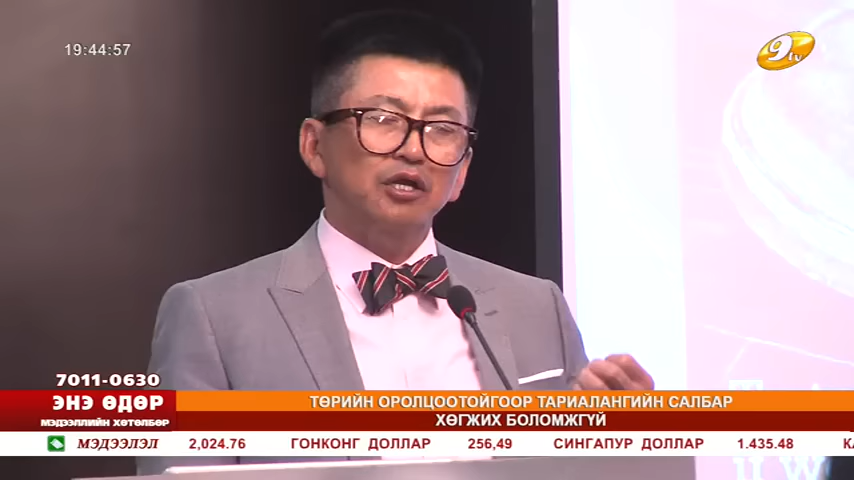 19:44:57
9tv
7011-0630
ЭНЭ ӨДӨР
МЭДЭЭЛЛИЙН ХӨТӨЛБӨР
ТӨРИЙН ОРОЛЦООТОЙГООР ТАРИАЛАНГИЙН САЛБАР
ХӨГЖИХ БОЛОМЖГҮЙ
МЭДЭЭЛЭЛ 2,024.76 ГОНКОНГ ДОЛЛАР 256,49 СИНГАПУР ДОЛЛАР 1.435.48